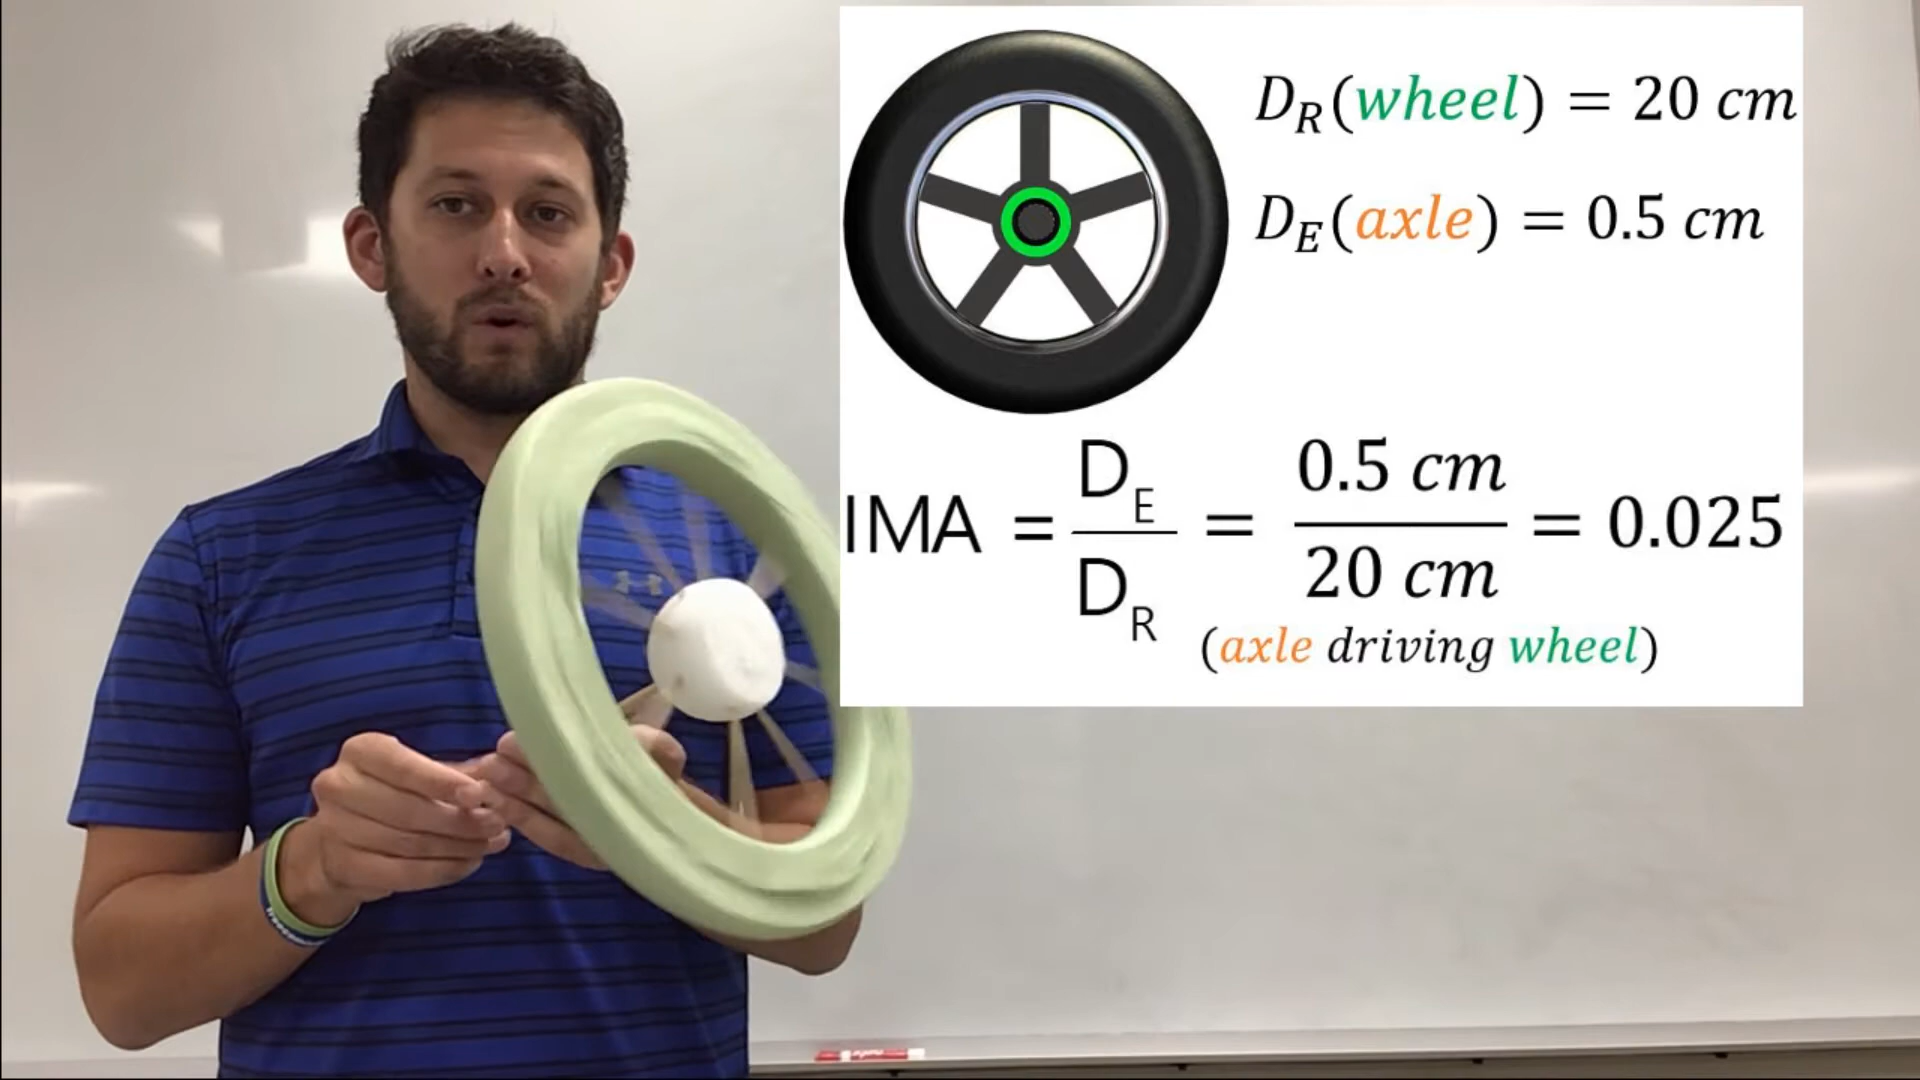 D_R(wheel) = 20 cm
D_E(axle) = 0.5 cm
IMA = D_E / D_R = 0.5 cm / 20 cm = 0.025
(axle driving wheel)